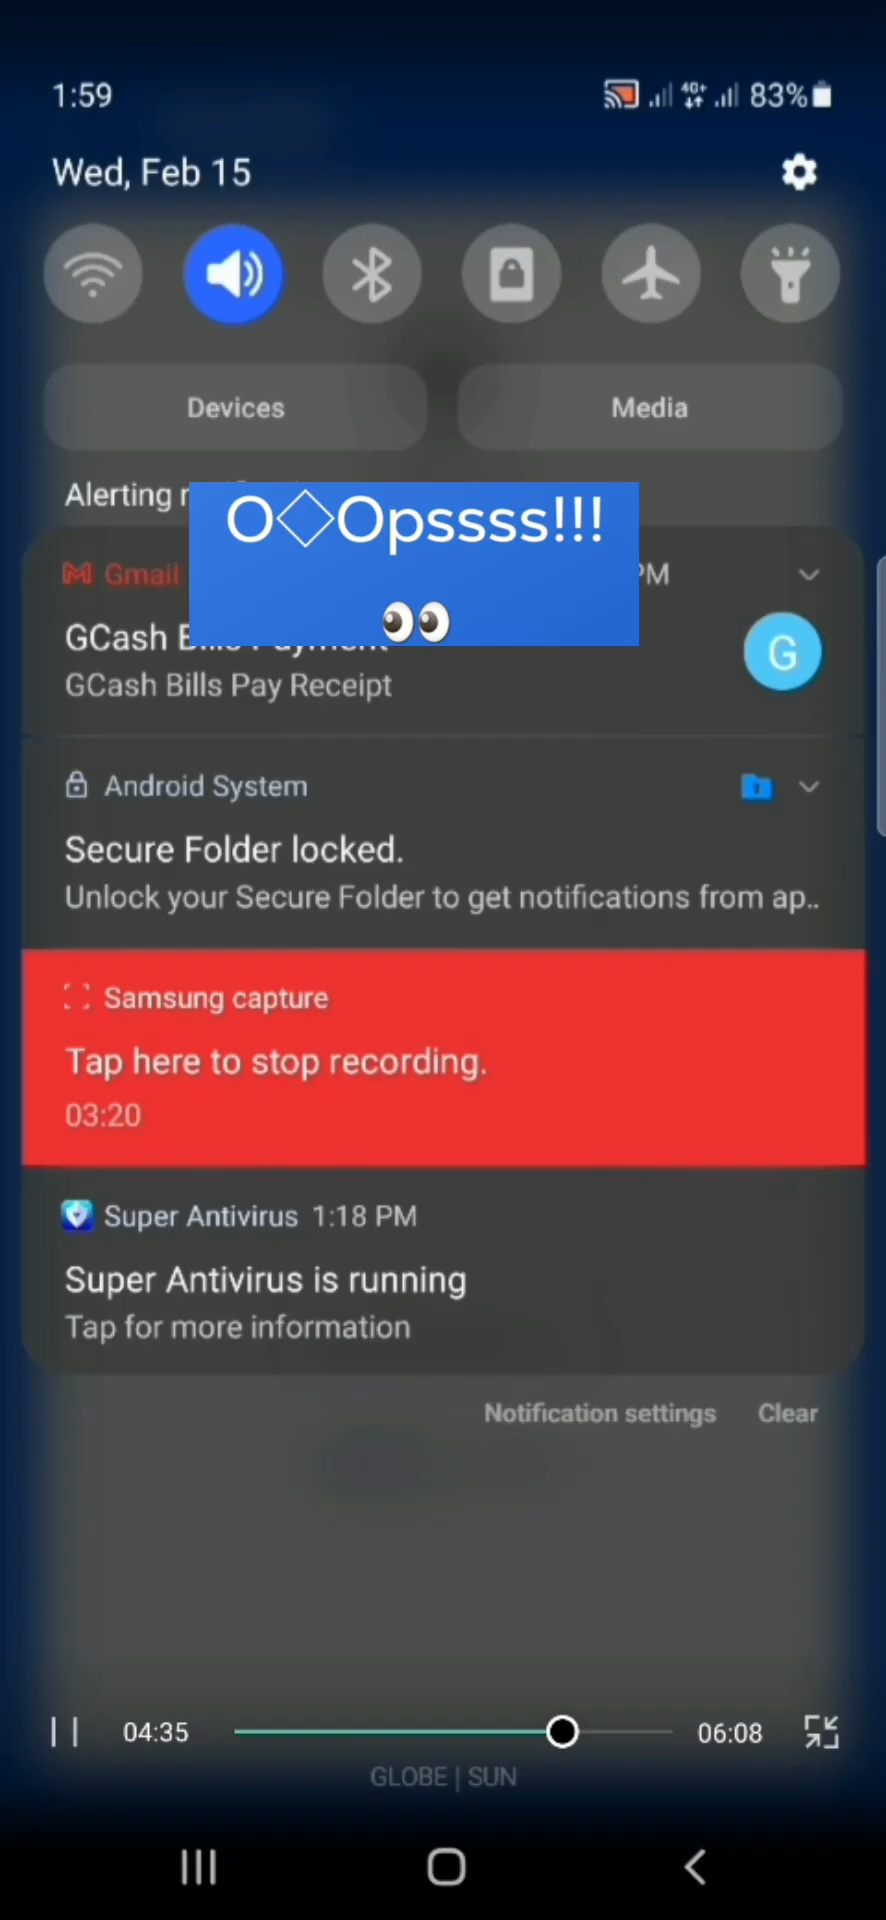 1:59
4G+
83%
Wed, Feb 15
Devices
Media
Alerting
O◇Opssss!!!
Gmail
PM
GCash Bills Payment
G
GCash Bills Pay Receipt
Android System
Secure Folder locked.
Unlock your Secure Folder to get notifications from ap..
Samsung capture
Tap here to stop recording.
03:20
Super Antivirus 1:18 PM
Super Antivirus is running
Tap for more information
Notification settings
Clear
04:35
06:08
GLOBE | SUN